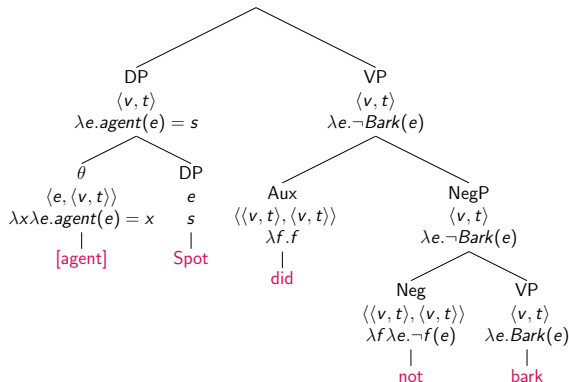 DP VP
⟨v, t⟩ ⟨v, t⟩
λe.agent(e) = s λe.¬Bark(e)
θ DP
⟨e, ⟨v, t⟩⟩ e
λxλe.agent(e) = x s
[agent] Spot
Aux NegP
⟨⟨v, t⟩, ⟨v, t⟩⟩ ⟨v, t⟩
λf.f λe.¬Bark(e)
did
Neg VP
⟨⟨v, t⟩, ⟨v, t⟩⟩ ⟨v, t⟩
λfλe.¬f(e) λe.Bark(e)
not bark